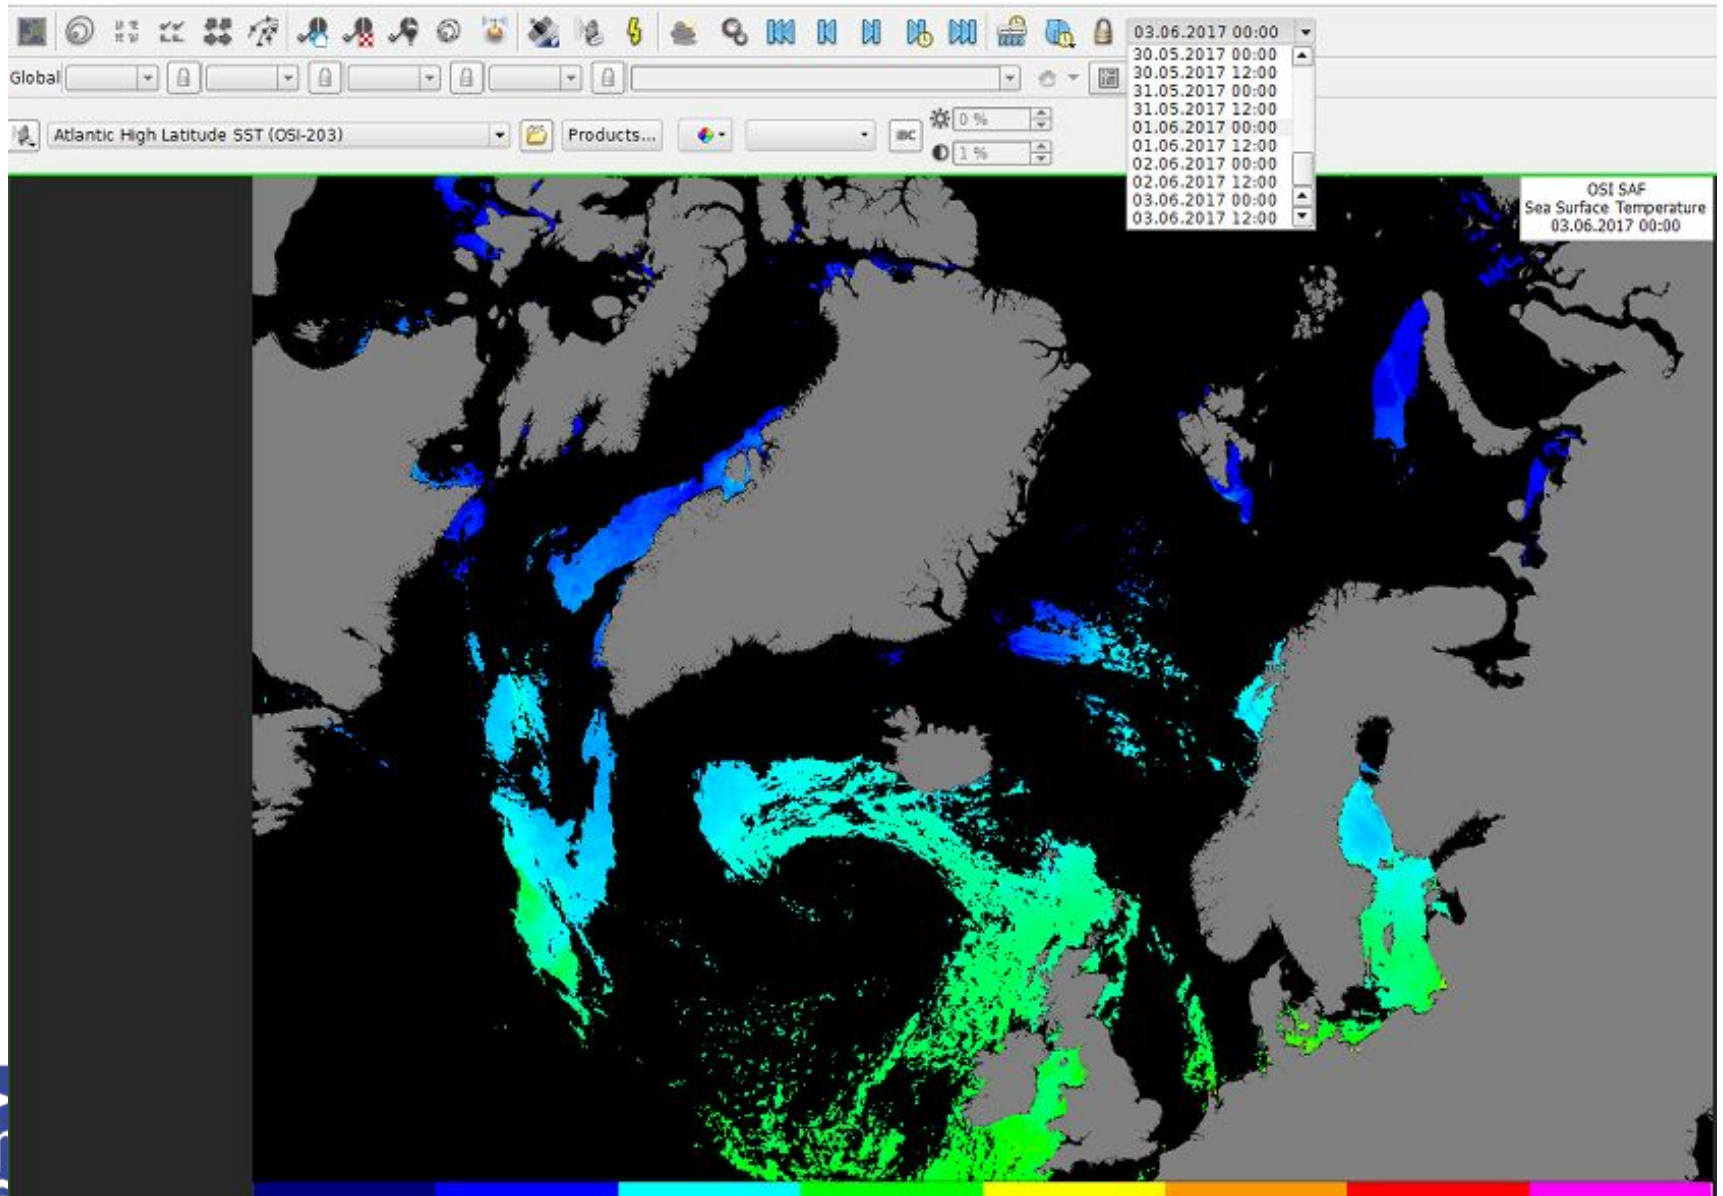 03.06.2017 00:00
30.05.2017 00:00
30.05.2017 12:00
31.05.2017 00:00
31.05.2017 12:00
01.06.2017 00:00
01.06.2017 12:00
02.06.2017 00:00
02.06.2017 12:00
03.06.2017 00:00
03.06.2017 12:00
Global
Atlantic High Latitude SST (OSI-203)
Products...
0 %
1 %
OSI SAF
Sea Surface Temperature
03.06.2017 00:00